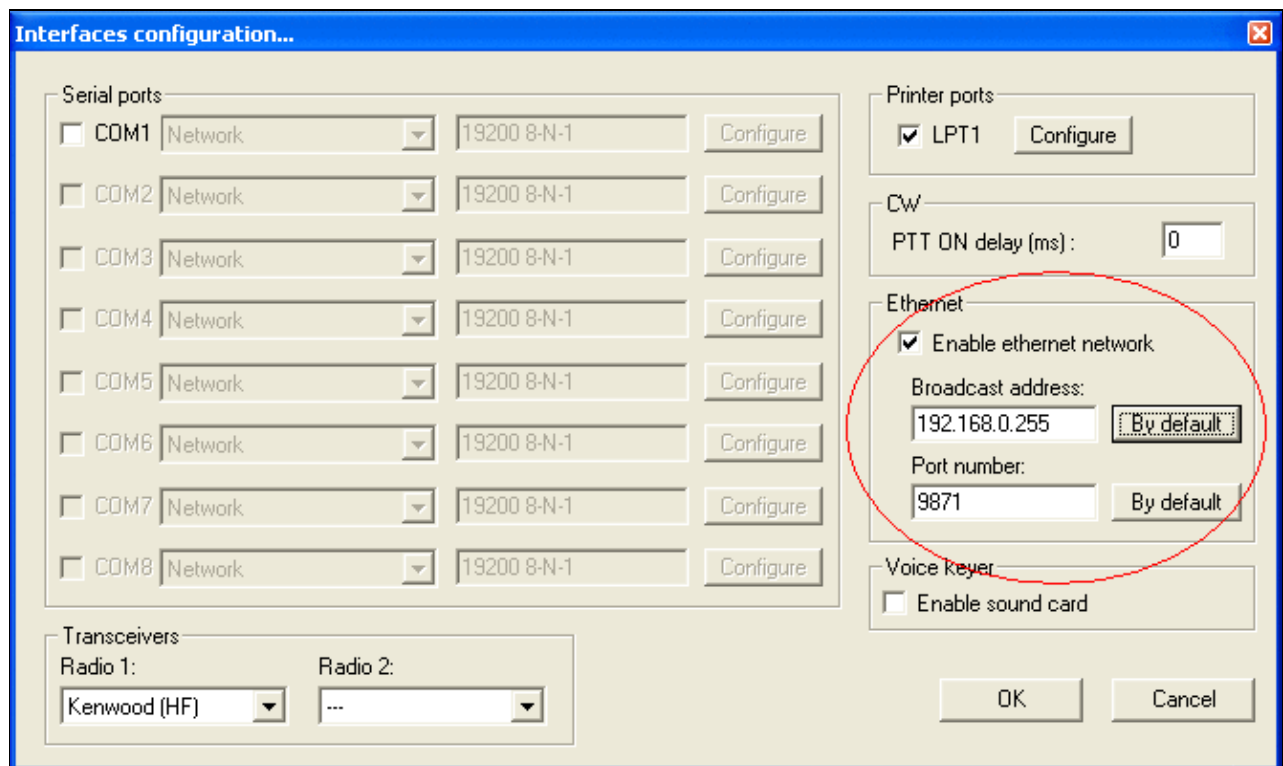 Interfaces configuration...
Serial ports
COM1 Network 19200 8-N-1 Configure
COM2 Network 19200 8-N-1 Configure
COM3 Network 19200 8-N-1 Configure
COM4 Network 19200 8-N-1 Configure
COM5 Network 19200 8-N-1 Configure
COM6 Network 19200 8-N-1 Configure
COM7 Network 19200 8-N-1 Configure
COM8 Network 19200 8-N-1 Configure
Transceivers
Radio 1: Radio 2:
Kenwood (HF) ---
Printer ports
LPT1 Configure
CW
PTT ON delay (ms) : 0
Ethernet
Enable ethernet network
Broadcast address:
192.168.0.255 By default
Port number:
9871 By default
Voice keyer
Enable sound card
OK Cancel